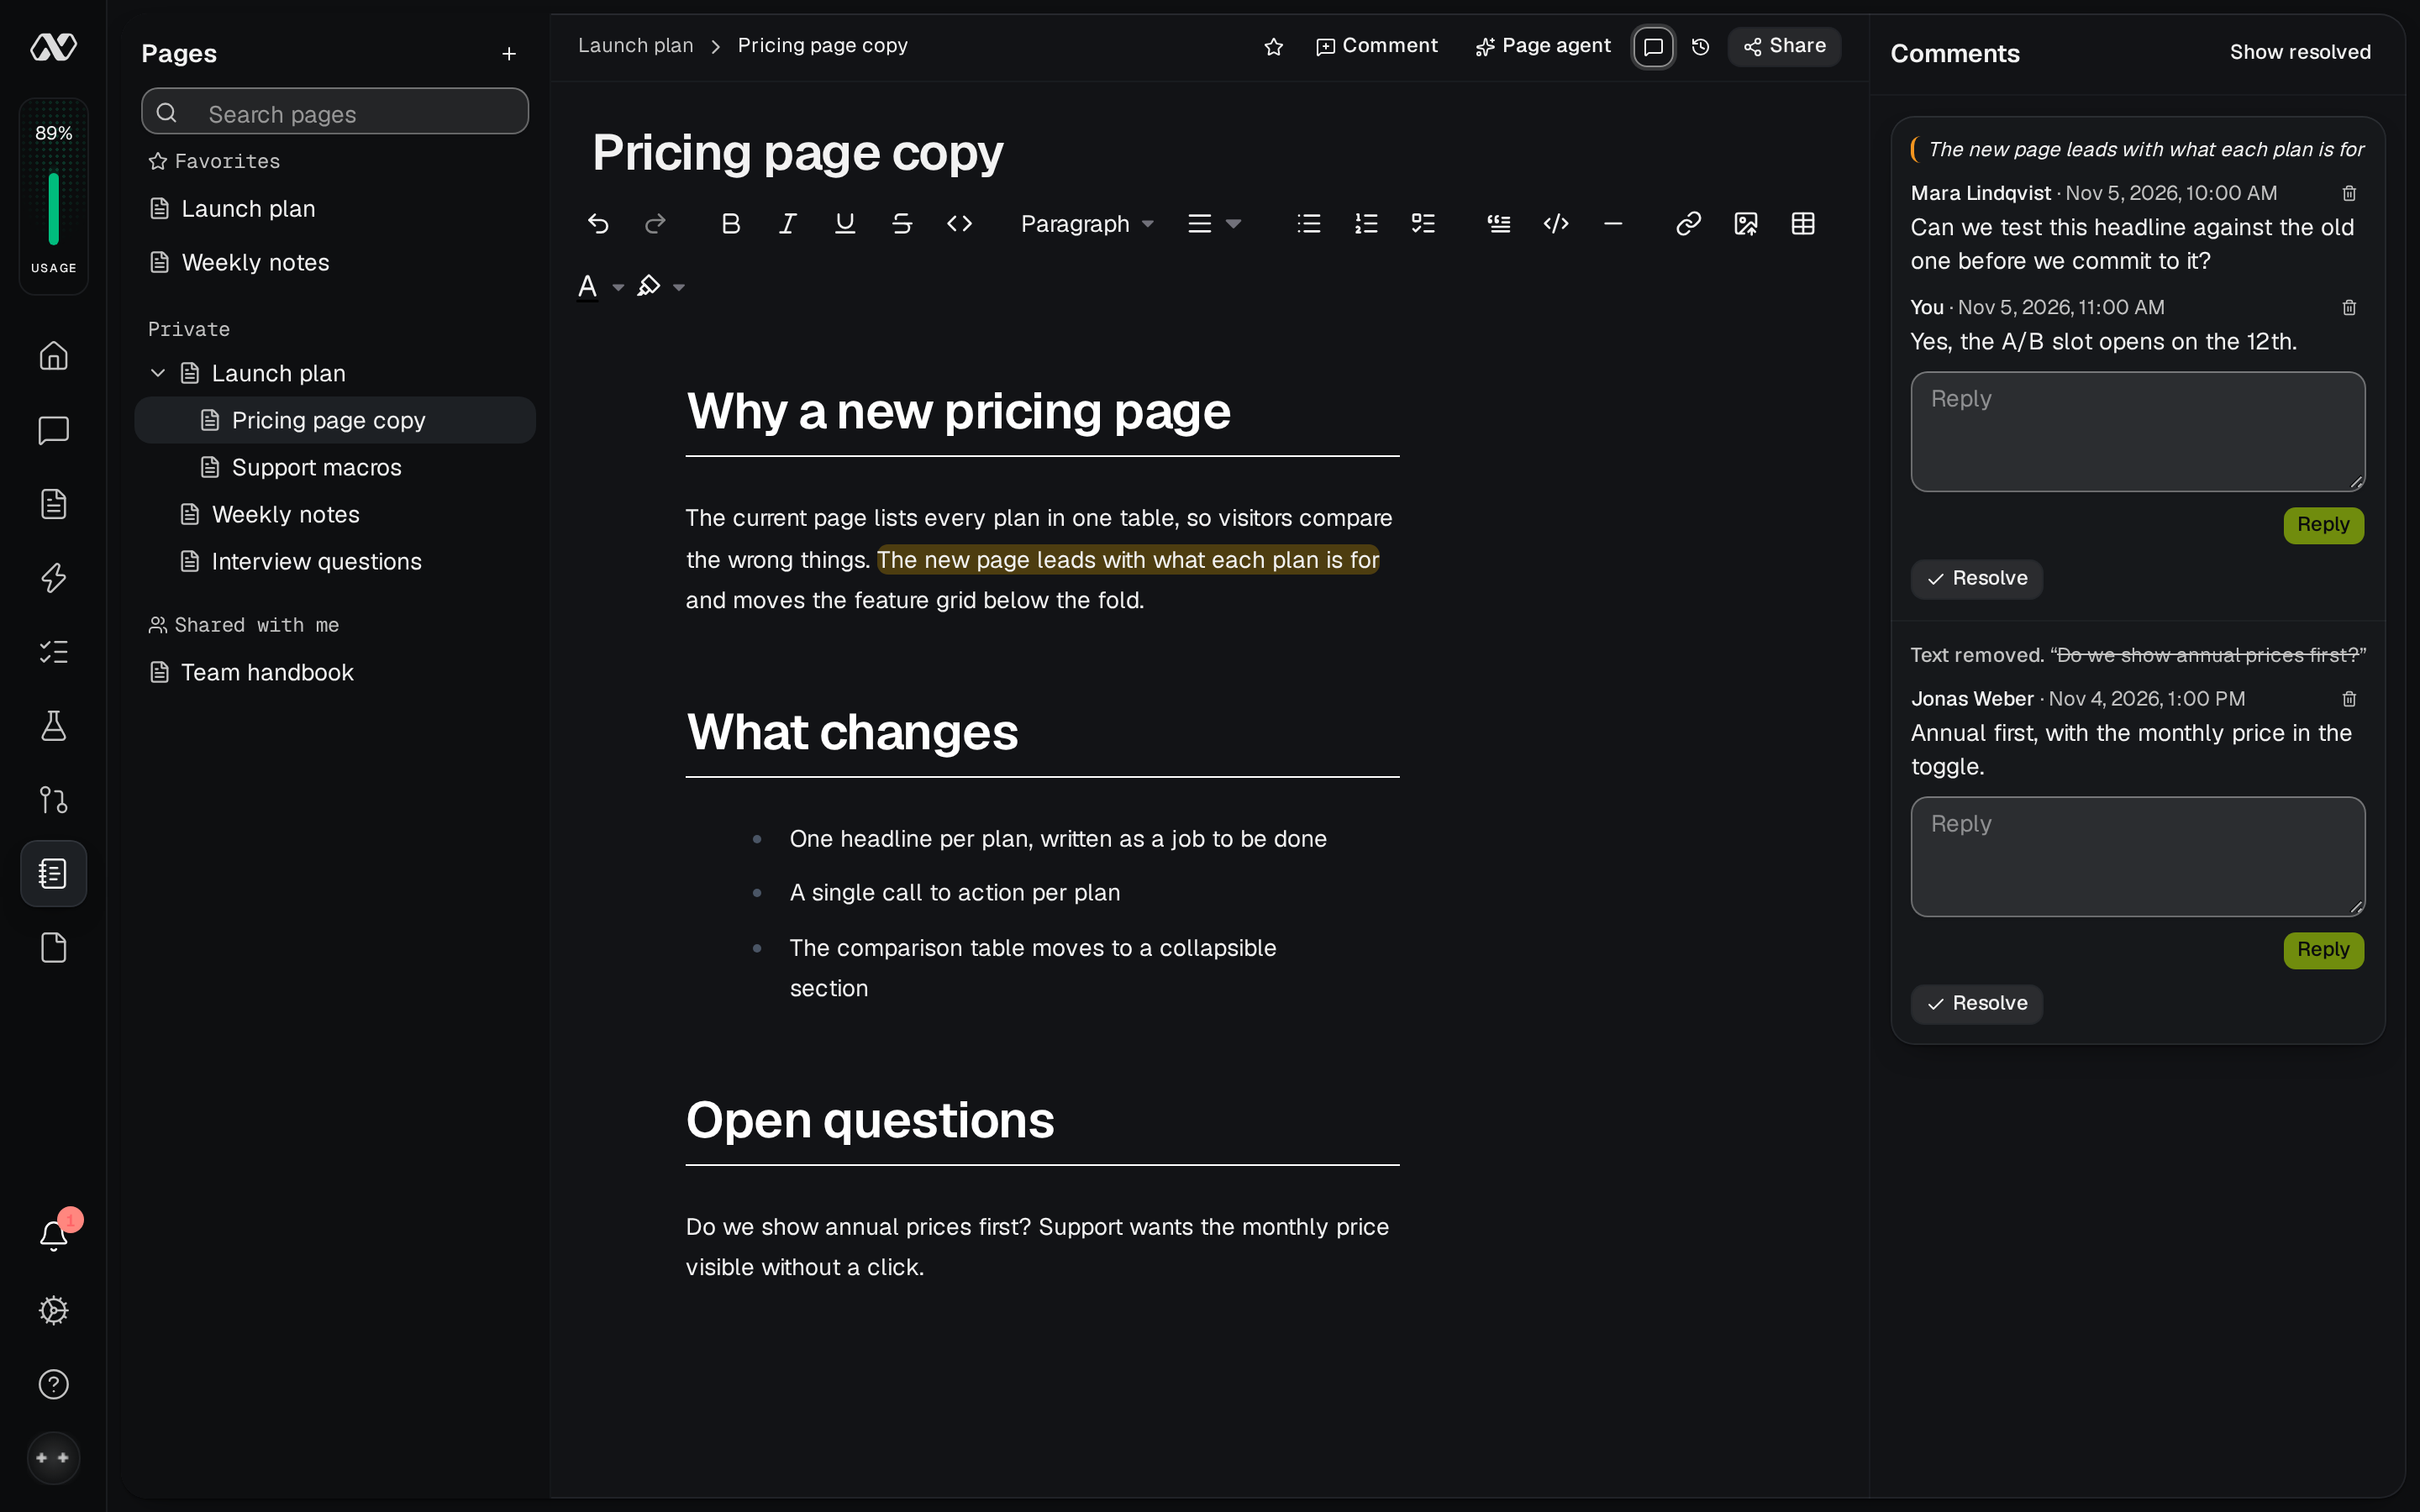 89%
USAGE
Pages
Search pages
Favorites
Launch plan
Weekly notes
Private
Launch plan
Pricing page copy
Support macros
Weekly notes
Interview questions
Shared with me
Team handbook
1
Launch plan > Pricing page copy
Comment
Page agent
Share
Pricing page copy
Paragraph
Why a new pricing page
The current page lists every plan in one table, so visitors compare
the wrong things. The new page leads with what each plan is for
and moves the feature grid below the fold.
What changes
• One headline per plan, written as a job to be done
• A single call to action per plan
• The comparison table moves to a collapsible
section
Open questions
Do we show annual prices first? Support wants the monthly price
visible without a click.
Comments
Show resolved
The new page leads with what each plan is for
Mara Lindqvist · Nov 5, 2026, 10:00 AM
Can we test this headline against the old
one before we commit to it?
You · Nov 5, 2026, 11:00 AM
Yes, the A/B slot opens on the 12th.
Reply
Reply
Resolve
Text removed. “Do we show annual prices first?”
Jonas Weber · Nov 4, 2026, 1:00 PM
Annual first, with the monthly price in the
toggle.
Reply
Reply
Resolve